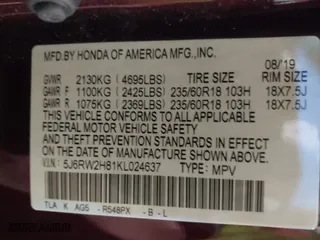 MFD.BY HONDA OF AMERICA MFG.,INC.
08/19
GVWR 2130KG (4695LBS) TIRE SIZE RIM SIZE
GAWR F 1100KG (2425LBS) 235/60R18 103H 18X7.5J
GAWR R 1075KG (2369LBS) 235/60R18 103H 18X7.5J
THIS VEHICLE CONFORMS TO ALL APPLICABLE
FEDERAL MOTOR VEHICLE SAFETY, BUMPER,
AND THEFT PREVENTION STANDARDS IN EFFECT
ON THE DATE OF MANUFACTURE SHOWN ABOVE.
V.I.N: 5J6RW2H81KL024637 TYPE: MPV
TLA K AG5 - R548PX -B-L